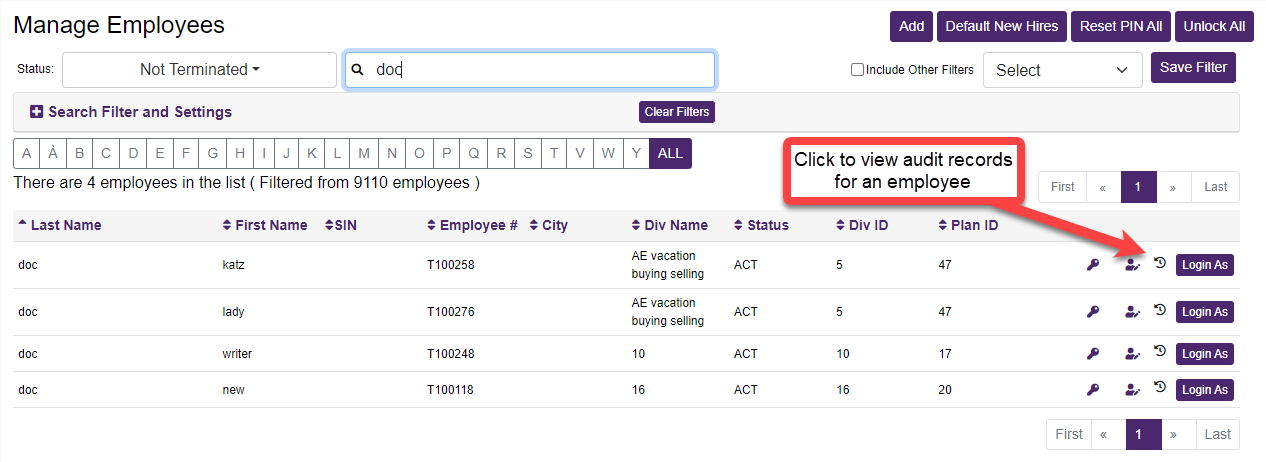 Manage Employees
Add Default New Hires Reset PIN All Unlock All
Status: Not Terminated doc Include Other Filters Select Save Filter
Search Filter and Settings Clear Filters
A À B C D E F G H I J K L M N O P Q R S T V W Y ALL
Click to view audit records
for an employee
There are 4 employees in the list ( Filtered from 9110 employees )
First « 1 » Last
Last Name First Name SIN Employee # City Div Name Status Div ID Plan ID
doc katz T100258 AE vacation buying selling ACT 5 47 Login As
doc lady T100276 AE vacation buying selling ACT 5 47 Login As
doc writer T100248 10 ACT 10 17 Login As
doc new T100118 16 ACT 16 20 Login As
First « 1 » Last